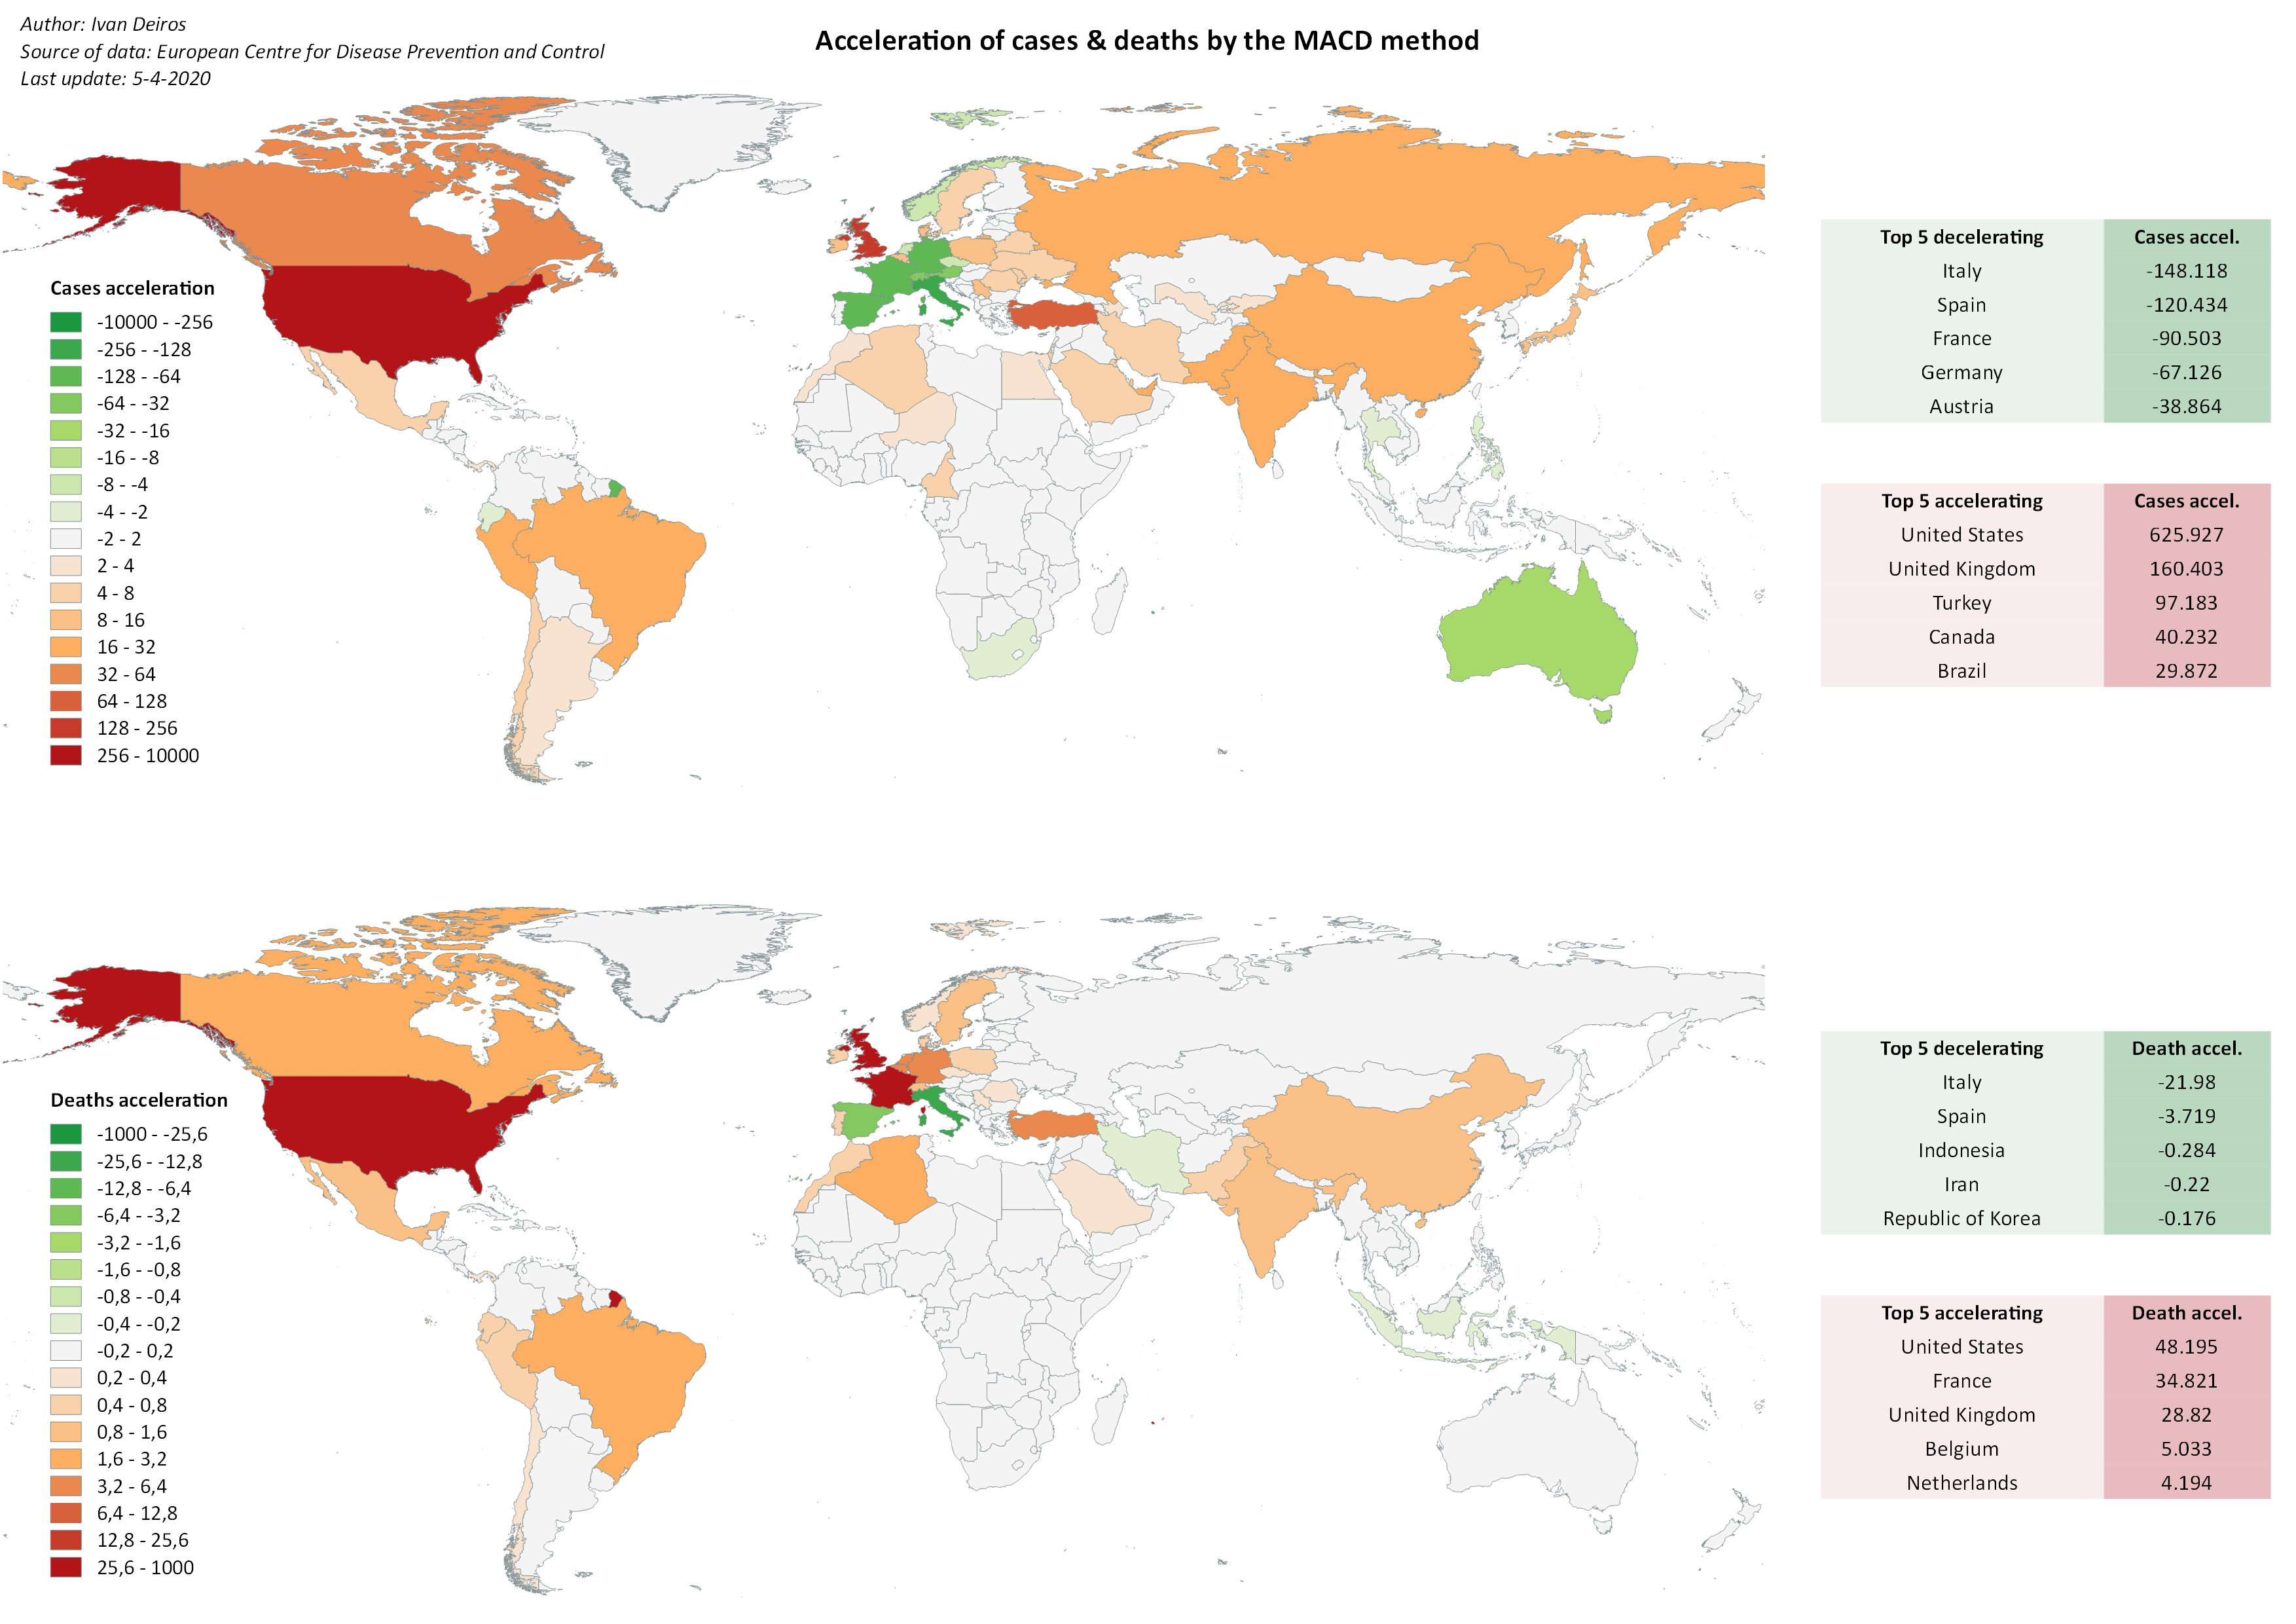 Author: Ivan Deiros
Source of data: European Centre for Disease Prevention and Control
Last update: 5-4-2020
Acceleration of cases & deaths by the MACD method
Cases acceleration
-10000 - -256
-256 - -128
-128 - -64
-64 - -32
-32 - -16
-16 - -8
-8 - -4
-4 - -2
-2 - 2
2 - 4
4 - 8
8 - 16
16 - 32
32 - 64
64 - 128
128 - 256
256 - 10000
Top 5 decelerating Cases accel.
Italy -148.118
Spain -120.434
France -90.503
Germany -67.126
Austria -38.864
Top 5 accelerating Cases accel.
United States 625.927
United Kingdom 160.403
Turkey 97.183
Canada 40.232
Brazil 29.872
Deaths acceleration
-1000 - -25,6
-25,6 - -12,8
-12,8 - -6,4
-6,4 - -3,2
-3,2 - -1,6
-1,6 - -0,8
-0,8 - -0,4
-0,4 - -0,2
-0,2 - 0,2
0,2 - 0,4
0,4 - 0,8
0,8 - 1,6
1,6 - 3,2
3,2 - 6,4
6,4 - 12,8
12,8 - 25,6
25,6 - 1000
Top 5 decelerating Death accel.
Italy -21.98
Spain -3.719
Indonesia -0.284
Iran -0.22
Republic of Korea -0.176
Top 5 accelerating Death accel.
United States 48.195
France 34.821
United Kingdom 28.82
Belgium 5.033
Netherlands 4.194